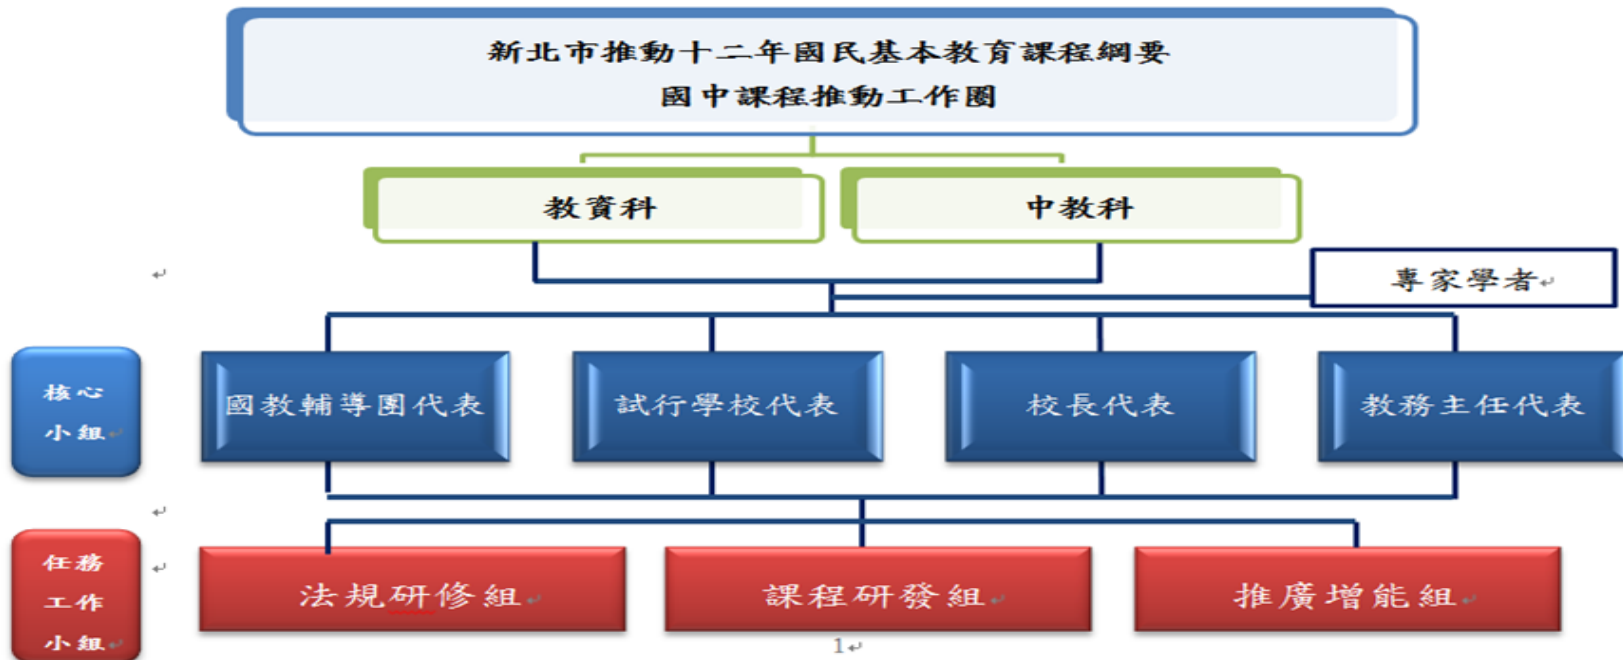 新北市推動十二年國民基本教育課程綱要
國中課程推動工作圈
教資科
中教科
專家學者
核心
小組
國教輔導團代表
試行學校代表
校長代表
教務主任代表
任務
工作
小組
法規研修組
課程研發組
推廣增能組
1